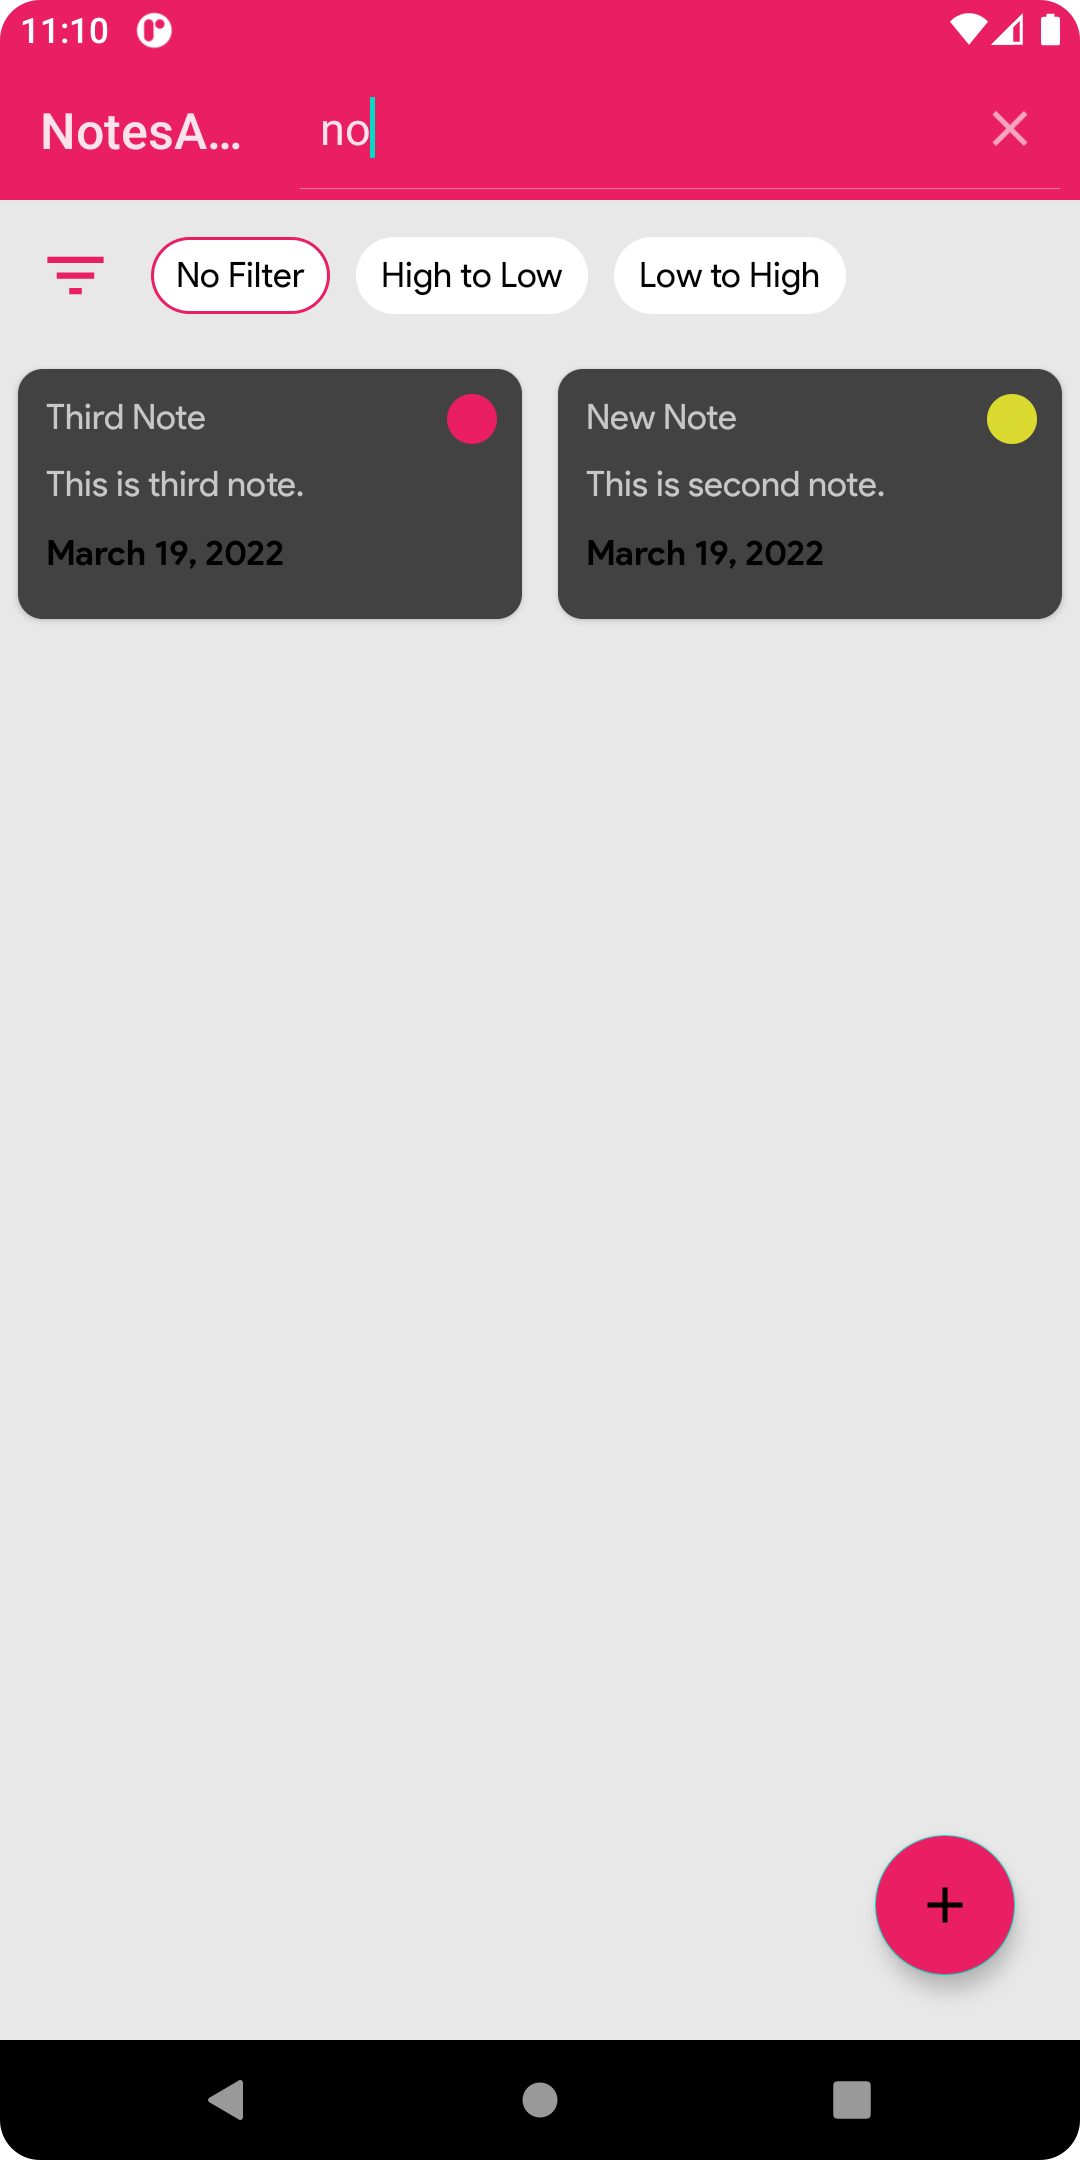 11:10
NotesA...
no
No Filter
High to Low
Low to High
Third Note
This is third note.
March 19, 2022
New Note
This is second note.
March 19, 2022